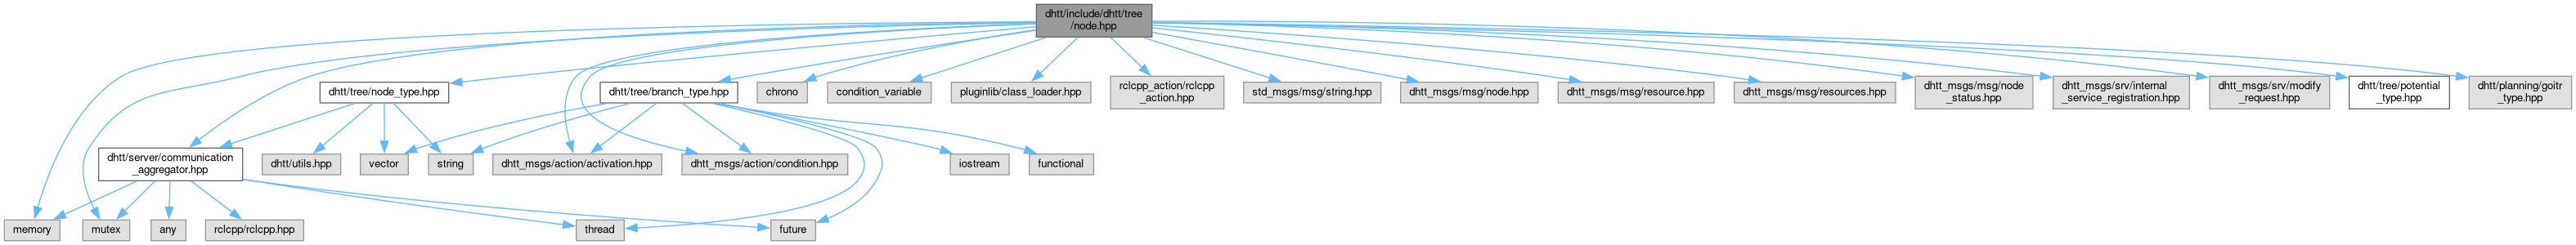 dhtt/include/dhtt/tree
/node.hpp
dhtt/tree/node_type.hpp
dhtt/tree/branch_type.hpp
chrono
condition_variable
pluginlib/class_loader.hpp
rclcpp_action/rclcpp
_action.hpp
std_msgs/msg/string.hpp
dhtt_msgs/msg/node.hpp
dhtt_msgs/msg/resource.hpp
dhtt_msgs/msg/resources.hpp
dhtt_msgs/msg/node
_status.hpp
dhtt_msgs/srv/internal
_service_registration.hpp
dhtt_msgs/srv/modify
_request.hpp
dhtt/tree/potential
_type.hpp
dhtt/planning/goitr
_type.hpp
dhtt/server/communication
_aggregator.hpp
dhtt/utils.hpp
vector
string
dhtt_msgs/action/activation.hpp
dhtt_msgs/action/condition.hpp
iostream
functional
memory
mutex
any
rclcpp/rclcpp.hpp
thread
future